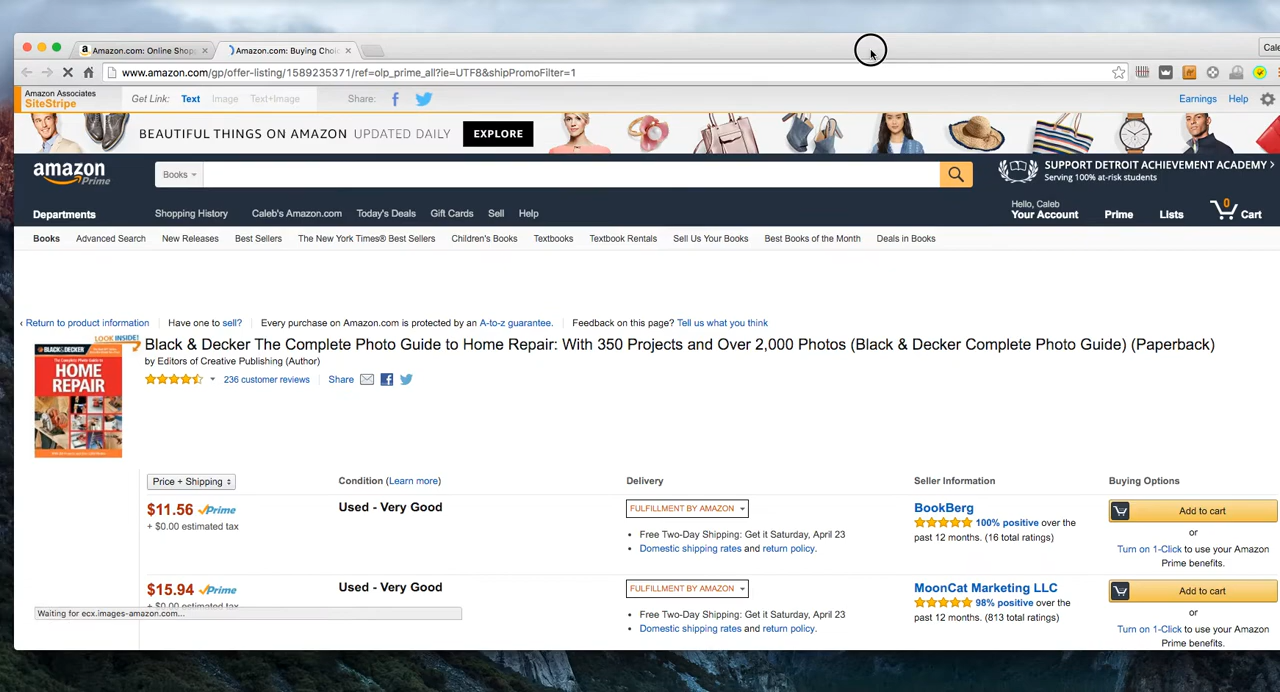 Amazon.com: Online Shop
Amazon.com: Buying Choi
Cale
www.amazon.com/gp/offer-listing/1589235371/ref=olp_prime_all?ie=UTF8&shipPromoFilter=1
Amazon Associates
SiteStripe
Get Link: Text Image Text+Image Share:
Earnings Help
BEAUTIFUL THINGS ON AMAZON UPDATED DAILY EXPLORE
amazon
Prime
Books
SUPPORT DETROIT ACHIEVEMENT ACADEMY >
Serving 100% at-risk students
Departments
Shopping History Caleb's Amazon.com Today's Deals Gift Cards Sell Help
Hello, Caleb
Your Account Prime Lists 0 Cart
Books Advanced Search New Releases Best Sellers The New York Times® Best Sellers Children's Books Textbooks Textbook Rentals Sell Us Your Books Best Books of the Month Deals in Books
‹ Return to product information Have one to sell? Every purchase on Amazon.com is protected by an A-to-z guarantee. Feedback on this page? Tell us what you think
LOOK INSIDE!
BLACK & DECKER
HOME
REPAIR
Black & Decker The Complete Photo Guide to Home Repair: With 350 Projects and Over 2,000 Photos (Black & Decker Complete Photo Guide) (Paperback)
by Editors of Creative Publishing (Author)
236 customer reviews Share
Price + Shipping Condition (Learn more) Delivery Seller Information Buying Options
$11.56 Prime
+ $0.00 estimated tax
Used - Very Good
FULFILLMENT BY AMAZON
Free Two-Day Shipping: Get it Saturday, April 23
Domestic shipping rates and return policy.
BookBerg
100% positive over the
past 12 months. (16 total ratings)
Add to cart
or
Turn on 1-Click to use your Amazon
Prime benefits.
$15.94 Prime
+ $0.00 estimated tax
Used - Very Good
FULFILLMENT BY AMAZON
Free Two-Day Shipping: Get it Saturday, April 23
Domestic shipping rates and return policy.
MoonCat Marketing LLC
98% positive over the
past 12 months. (813 total ratings)
Add to cart
or
Turn on 1-Click to use your Amazon
Prime benefits.
Waiting for ecx.images-amazon.com...